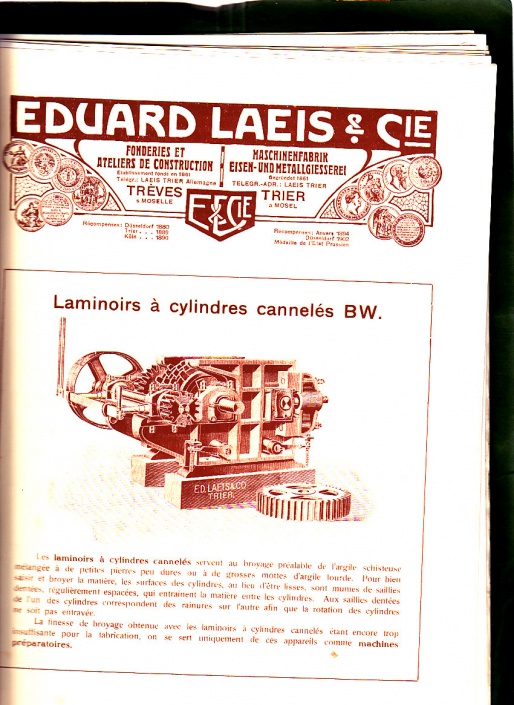 EDUARD LAEIS & CIE
FONDERIES ET
ATELIERS DE CONSTRUCTION
Etablissement fondé en 1861
Télégr.: LAEIS TRIER Allemagne
TRÈVES
s MOSELLE
MASCHINENFABRIK
EISEN-UND METALLGIESSEREI
Gegründet 1861
TELEGR.-ADR.: LAEIS TRIER
TRIER
a MOSEL
E L & CIE
Récompenses: Düsseldorf 1880
Trier . . . 1889
Köln . . . 1890
Récompenses: Anvers 1894
Düsseldorf 1902
Médaille de l'Etat Prussien
Laminoirs à cylindres cannelés BW.
ED. LAEIS & CO
TRIER.
Les laminoirs à cylindres cannelés servent au broyage préalable de l'argile schisteuse
mélangée à de petites pierres peu dures ou à de grosses mottes d'argile lourde. Pour bien
saisir et broyer la matière, les surfaces des cylindres, au lieu d'être lisses, sont munies de saillies
dentées, régulièrement espacées, qui entrainent la matière entre les cylindres. Aux saillies dentées
de l'un des cylindres correspondent des rainures sur l'autre afin que la rotation des cylindres
ne soit pas entravée.
La finesse de broyage obtenue avec les laminoirs à cylindres cannelés étant encore trop
insuffisante pour la fabrication, on se sert uniquement de ces appareils comme machines
préparatoires.